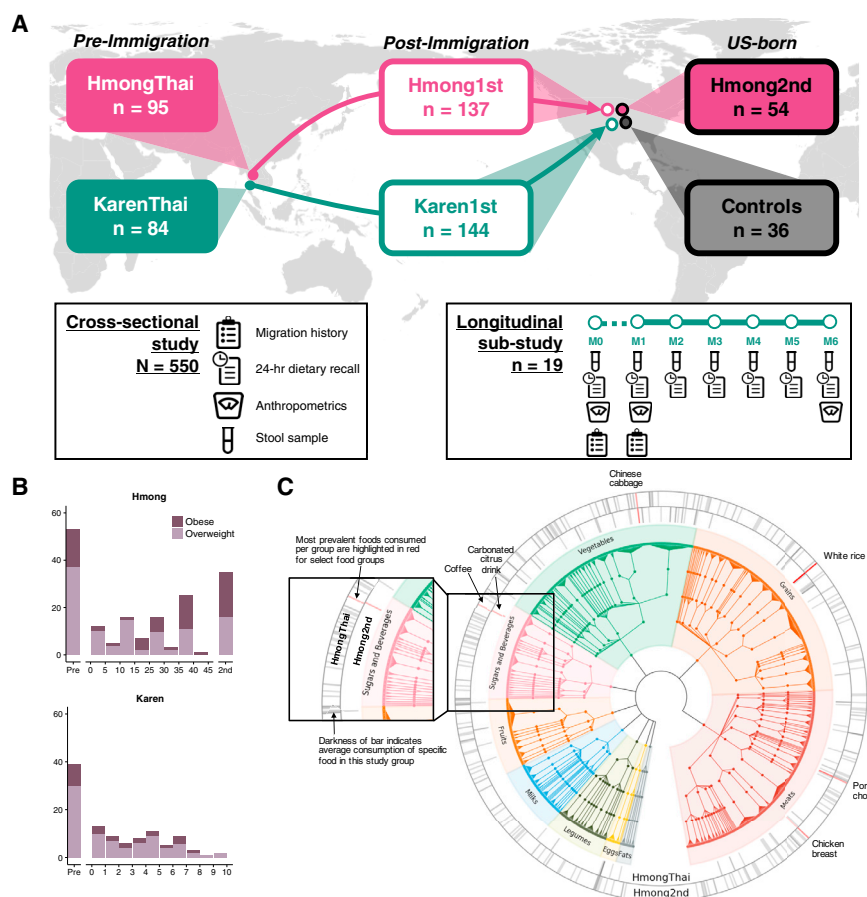 A
Pre-Immigration
Post-Immigration
US-born
HmongThai
n = 95
Hmong1st
n = 137
Hmong2nd
n = 54
KarenThai
n = 84
Karen1st
n = 144
Controls
n = 36
Cross-sectional
study
N = 550
Migration history
24-hr dietary recall
Anthropometrics
Stool sample
Longitudinal
sub-study
n = 19
M0 M1 M2 M3 M4 M5 M6
B
Hmong
60
40
20
0
Obese
Overweight
Pre 0 5 10 15 25 30 35 40 45 2nd
Karen
60
40
20
0
Pre 0 1 2 3 4 5 6 7 8 9 10
C
Most prevalent foods consumed
per group are highlighted in red
for select food groups
HmongThai
Hmong2nd
Sugars and Beverages
Darkness of bar indicates
average consumption of specific
food in this study group
Coffee
Carbonated
citrus
drink
Chinese
cabbage
White rice
Por
cho
Chicken
breast
Vegetables
Grains
Meats
Sugars and Beverages
Fruits
Milks
Legumes
Eggs
Fats
HmongThai
Hmong2nd